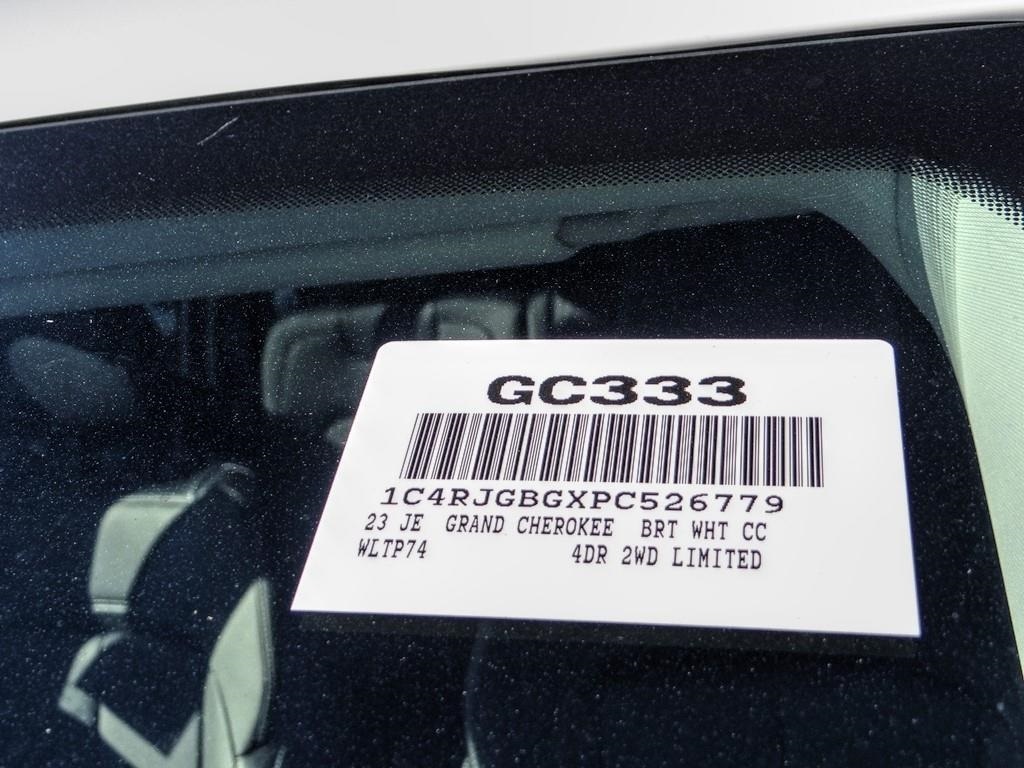 GC333
1C4RJGBGXPC526779
23 JE GRAND CHEROKEE BRT WHT CC
WLTP74 4DR 2WD LIMITED